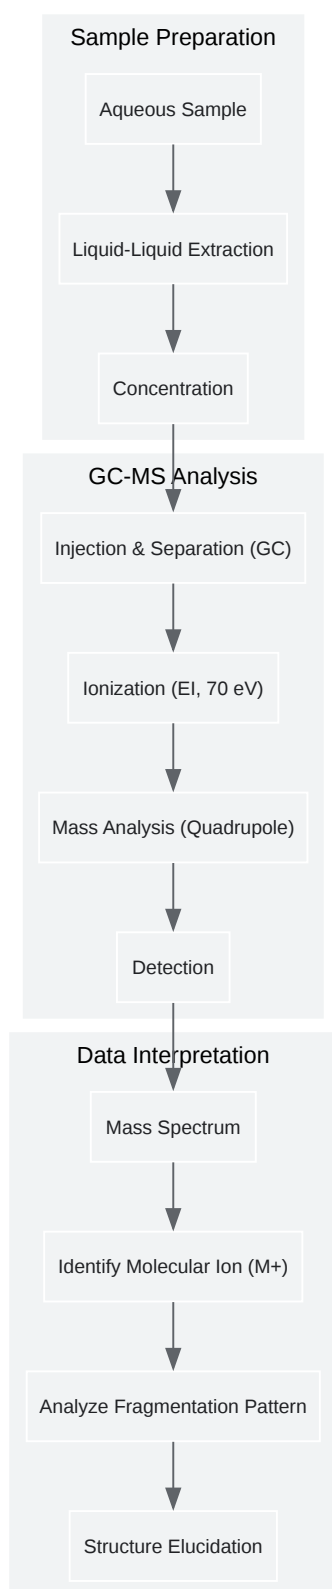 Sample Preparation
Aqueous Sample
Liquid-Liquid Extraction
Concentration
GC-MS Analysis
Injection & Separation (GC)
Ionization (EI, 70 eV)
Mass Analysis (Quadrupole)
Detection
Data Interpretation
Mass Spectrum
Identify Molecular Ion (M+)
Analyze Fragmentation Pattern
Structure Elucidation